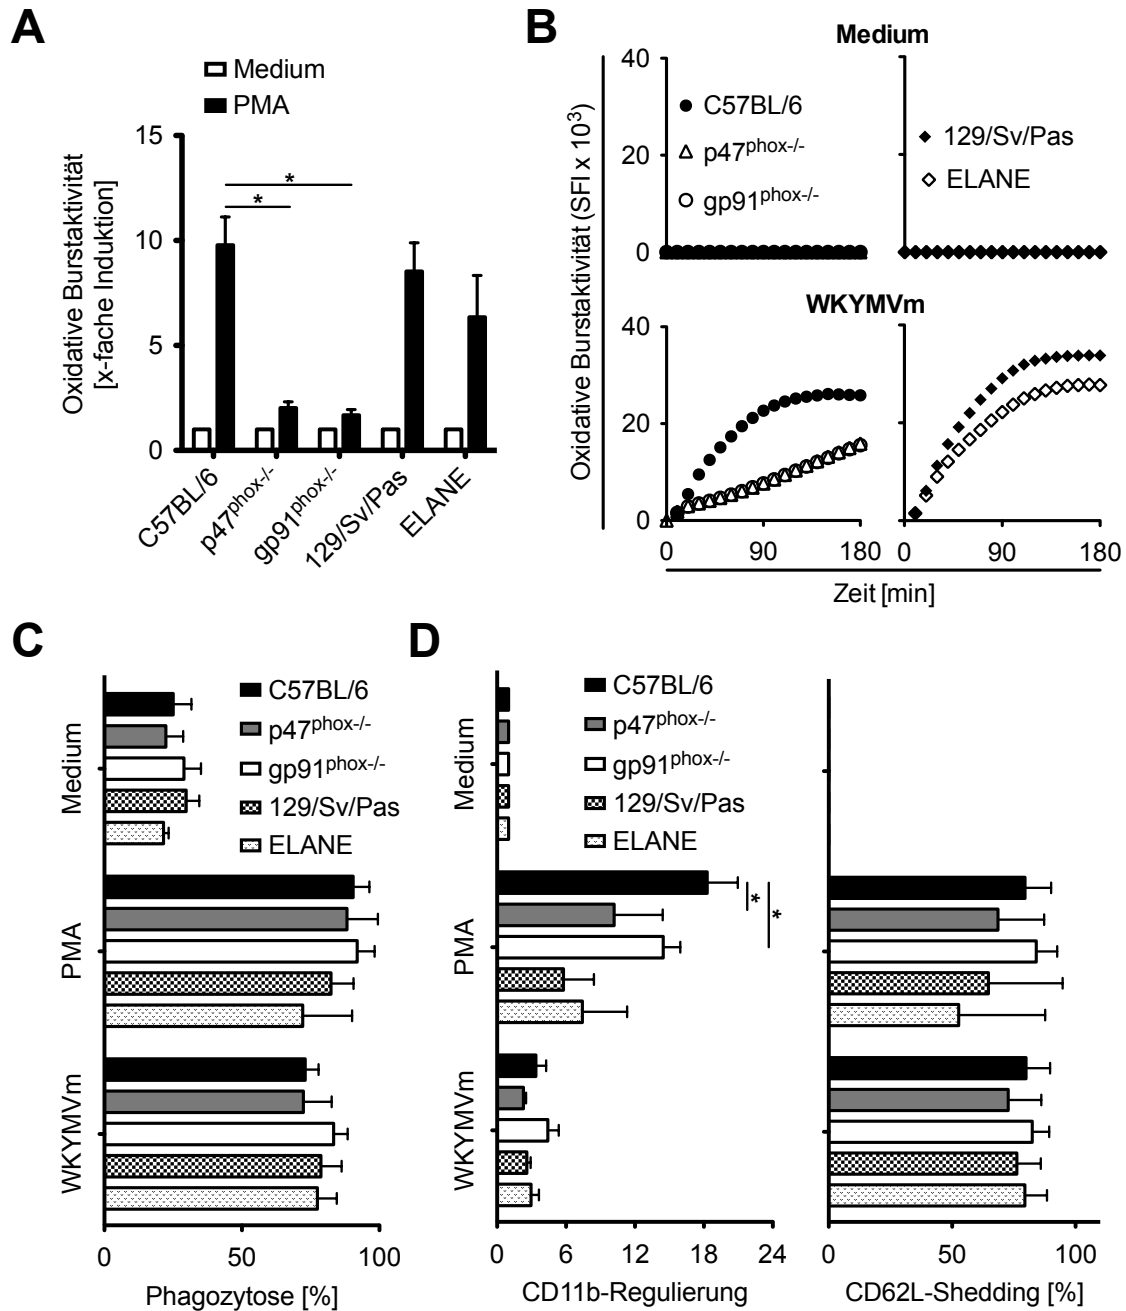 A
Medium
PMA
Oxidative Burstaktivität
[x-fache Induktion]
15
10
5
0
*
*
C57BL/6
p47phox-/-
gp91phox-/-
129/Sv/Pas
ELANE
B
Medium
Oxidative Burstaktivität (SFI x 10³)
40
20
0
C57BL/6
p47phox-/-
gp91phox-/-
129/Sv/Pas
ELANE
WKYMVm
40
20
0
0 90 180
0 90 180
Zeit [min]
C
C57BL/6
p47phox-/-
gp91phox-/-
129/Sv/Pas
ELANE
Medium
PMA
WKYMVm
0 50 100
Phagozytose [%]
D
C57BL/6
p47phox-/-
gp91phox-/-
129/Sv/Pas
ELANE
Medium
PMA
WKYMVm
*
*
0 6 12 18 24
CD11b-Regulierung
0 50 100
CD62L-Shedding [%]